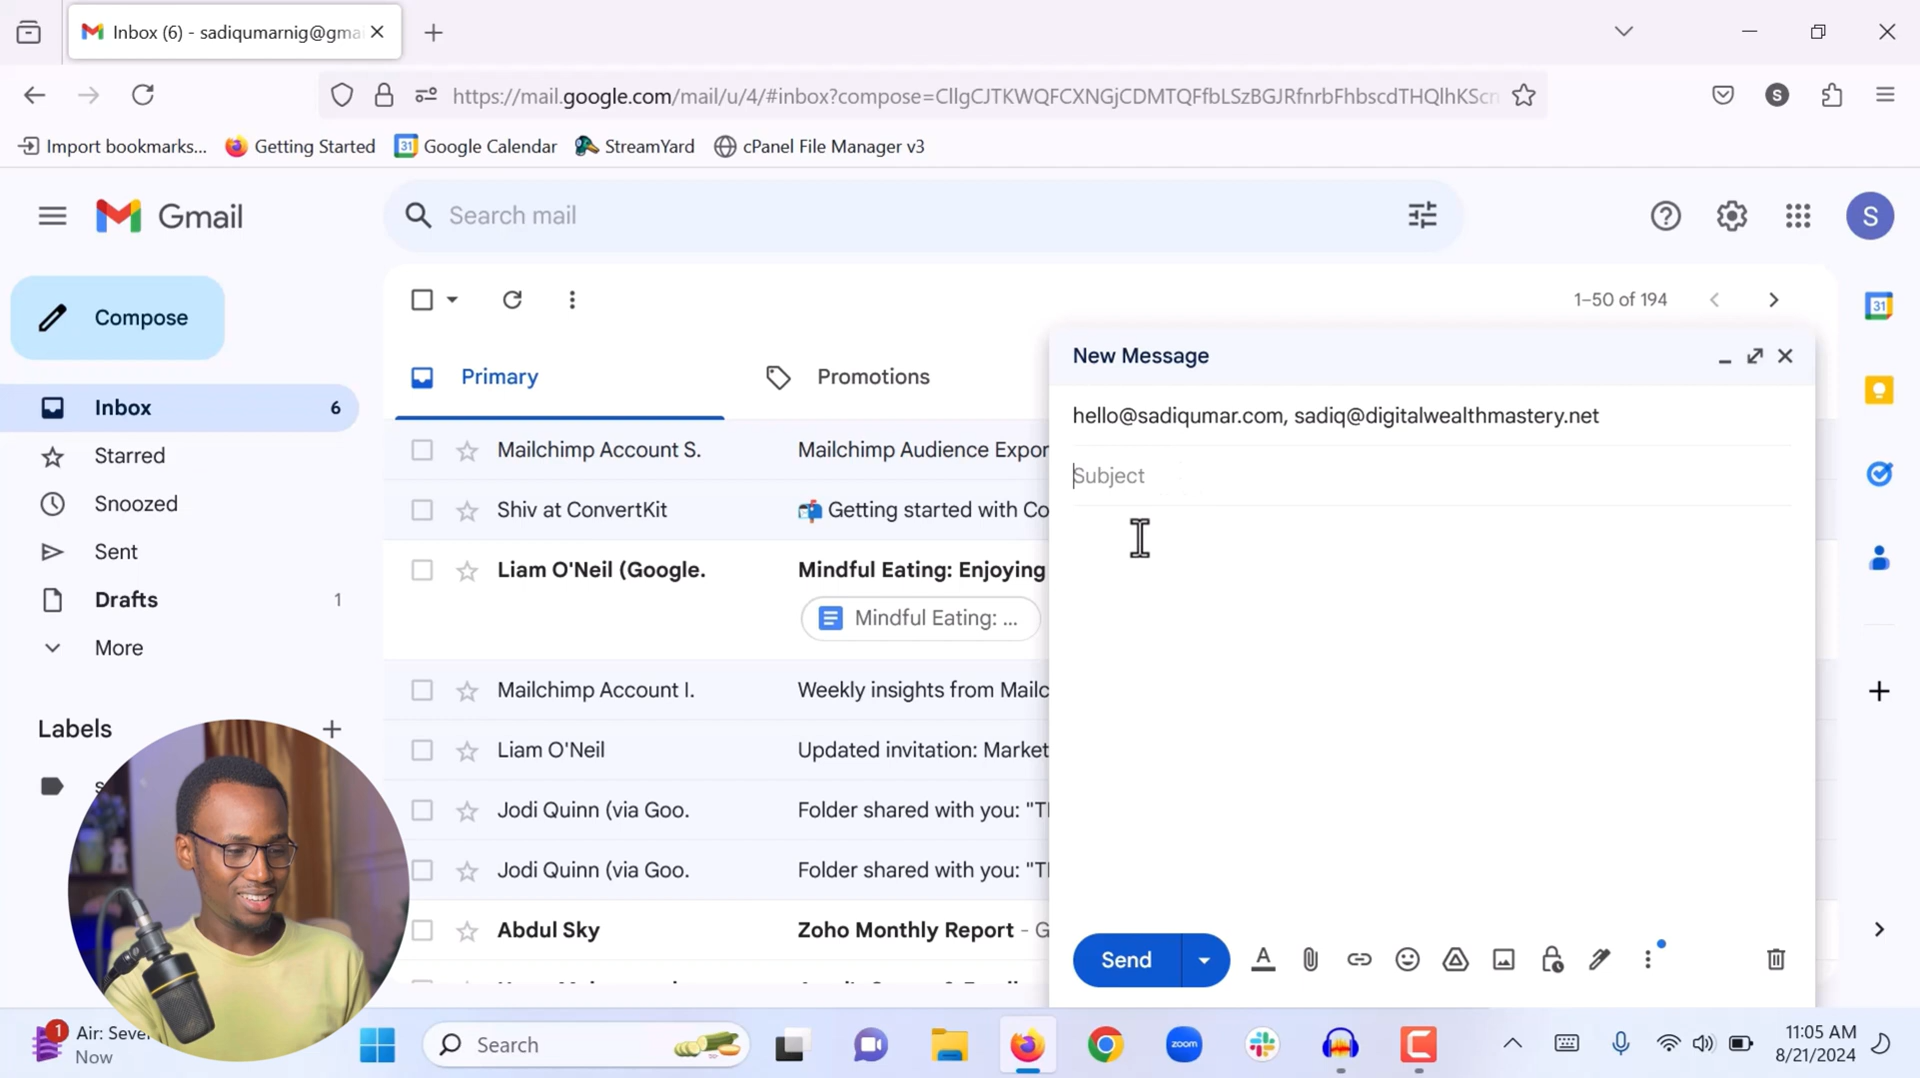 Inbox (6) - sadiqumarnig@gma
https://mail.google.com/mail/u/4/#inbox?compose=CllgCJTKWQFCXNGjCDMTQFfbLSzBGJRfnrbFhbscdTHQlhKScn
S
Import bookmarks...
Getting Started
31 Google Calendar
StreamYard
cPanel File Manager v3
Gmail
Search mail
S
Compose
1–50 of 194
31
Primary
Promotions
New Message
Inbox 6
hello@sadiqumar.com, sadiq@digitalwealthmastery.net
Starred
Mailchimp Account S. Mailchimp Audience Expor
Subject
Snoozed
Shiv at ConvertKit Getting started with Co
Sent
Liam O'Neil (Google. Mindful Eating: Enjoying
Drafts 1
Mindful Eating: ...
More
Mailchimp Account I. Weekly insights from Mailc
Labels
Liam O'Neil Updated invitation: Market
Jodi Quinn (via Goo. Folder shared with you: "T
Jodi Quinn (via Goo. Folder shared with you: "T
Abdul Sky Zoho Monthly Report - G
Send
1
Air: Seve
Now
Search
zoom
11:05 AM
8/21/2024